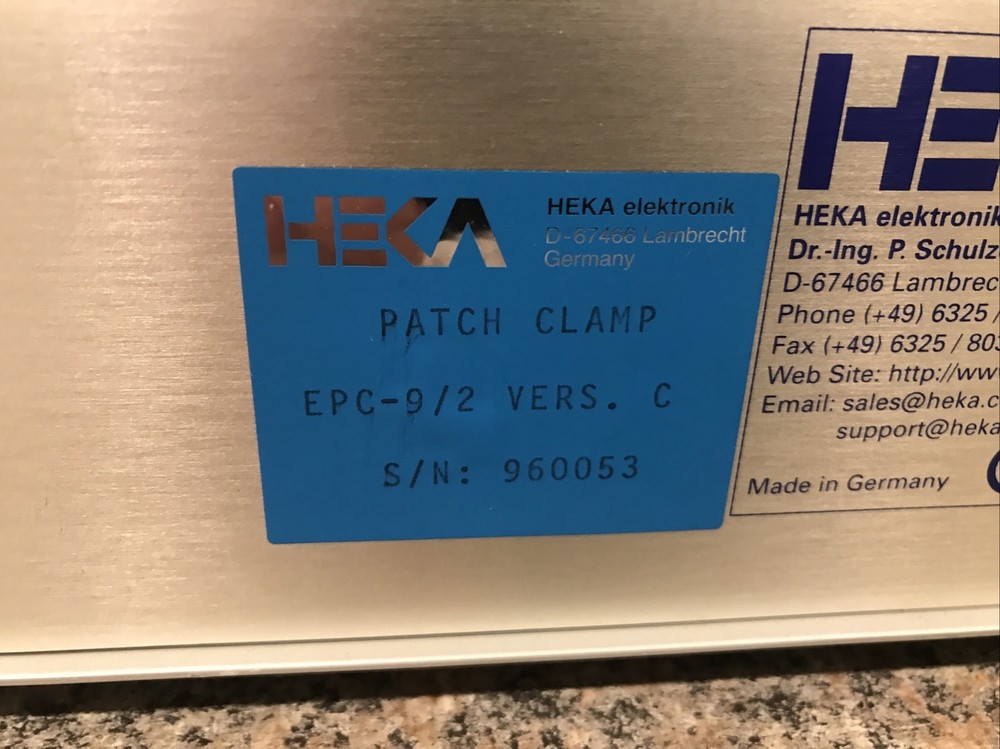 HEKA
HEKA elektronik
D-67466 Lambrecht
Germany
PATCH CLAMP
EPC-9/2 VERS. C
S/N: 960053
HE
HEKA elektronik
Dr.-Ing. P. Schulz
D-67466 Lambrec
Phone (+49) 6325 /
Fax (+49) 6325 / 80
Web Site: http://ww
Email: sales@heka.c
support@heka
Made in Germany